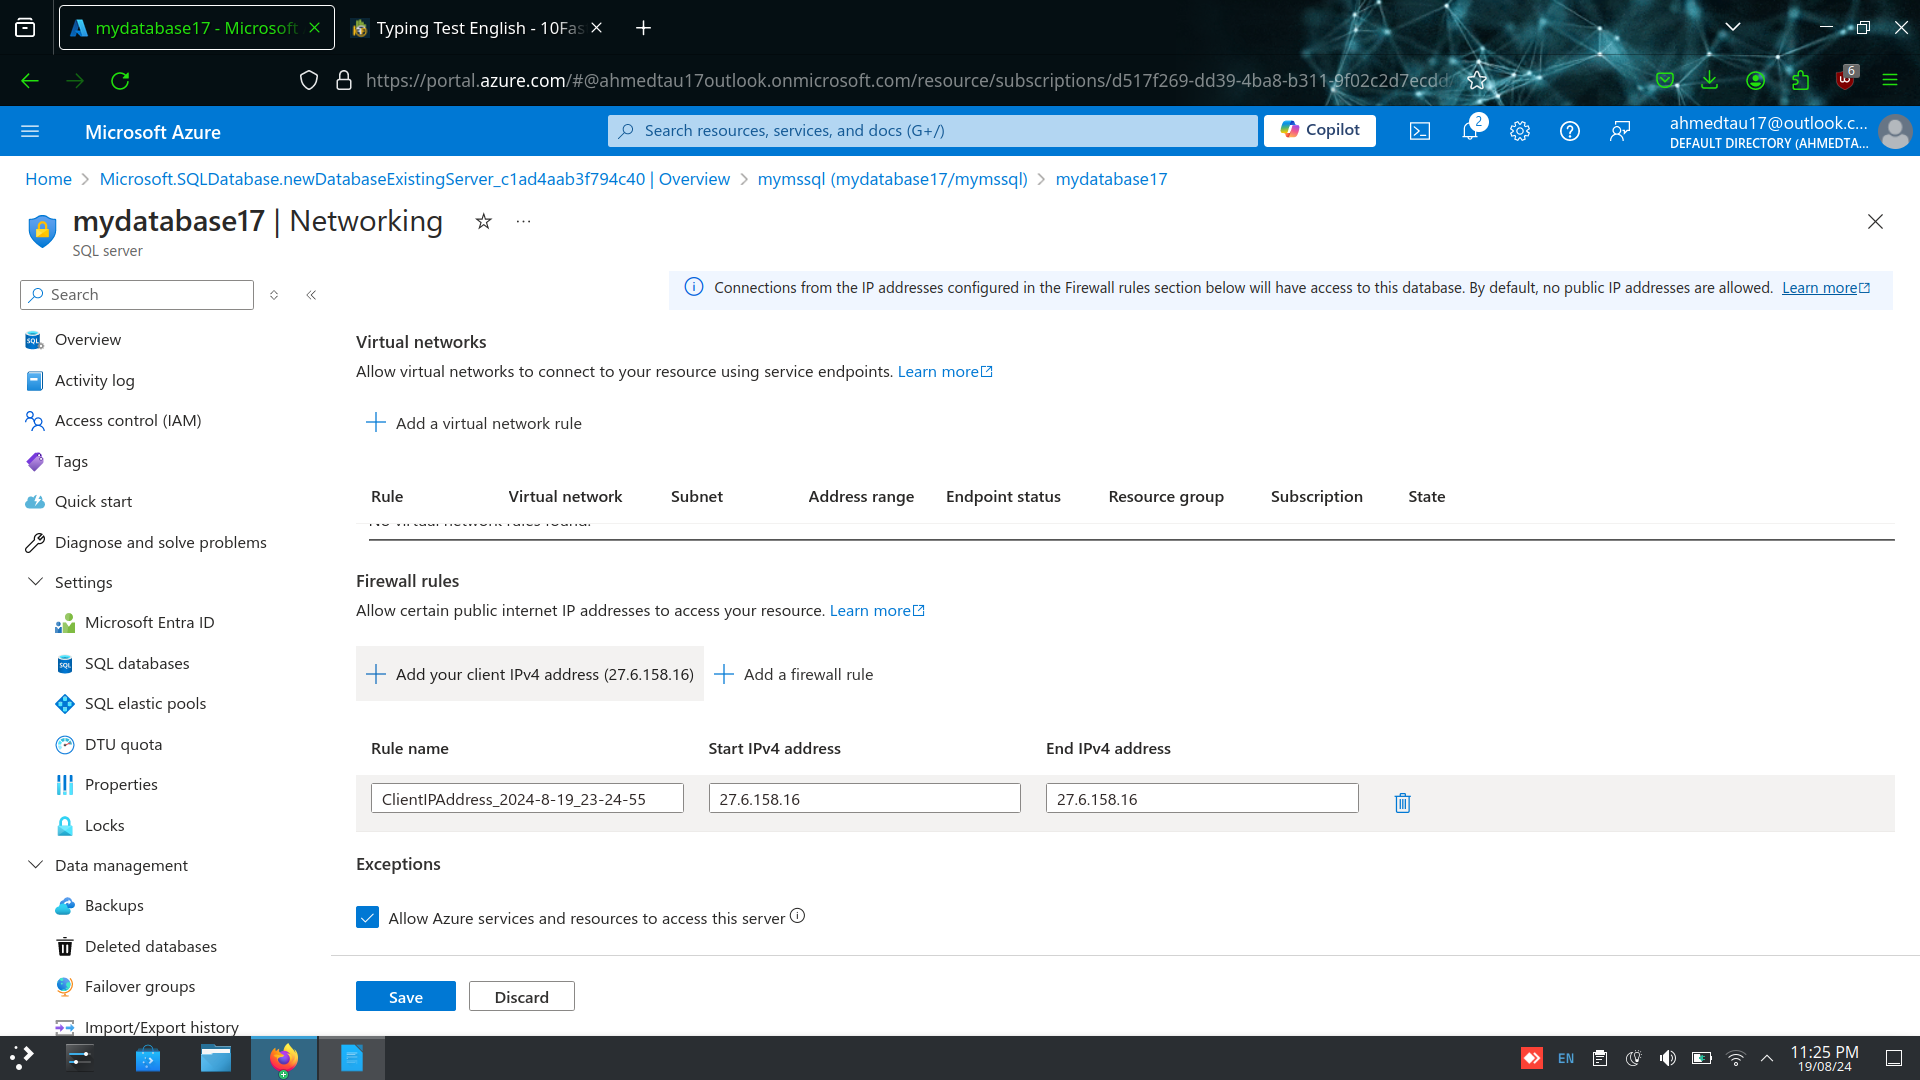 mydatabase17 - Microsoft
Typing Test English - 10Fas
https://portal.azure.com/#@ahmedtau17outlook.onmicrosoft.com/resource/subscriptions/d517f269-dd39-4ba8-b311-9f02c2d7ecdd
6
Microsoft Azure
Search resources, services, and docs (G+/)
Copilot
2
ahmedtau17@outlook.c...
DEFAULT DIRECTORY (AHMEDTA...
Home > Microsoft.SQLDatabase.newDatabaseExistingServer_c1ad4aab3f794c40 | Overview > mymssql (mydatabase17/mymssql) > mydatabase17
mydatabase17 | Networking
SQL server
Search
Connections from the IP addresses configured in the Firewall rules section below will have access to this database. By default, no public IP addresses are allowed. Learn more
Overview
Activity log
Access control (IAM)
Tags
Quick start
Diagnose and solve problems
Settings
Microsoft Entra ID
SQL databases
SQL elastic pools
DTU quota
Properties
Locks
Data management
Backups
Deleted databases
Failover groups
Import/Export history
Virtual networks
Allow virtual networks to connect to your resource using service endpoints. Learn more
Add a virtual network rule
Rule Virtual network Subnet Address range Endpoint status Resource group Subscription State
No virtual network rules found.
Firewall rules
Allow certain public internet IP addresses to access your resource. Learn more
Add your client IPv4 address (27.6.158.16) Add a firewall rule
Rule name Start IPv4 address End IPv4 address
ClientIPAddress_2024-8-19_23-24-55 27.6.158.16 27.6.158.16
Exceptions
Allow Azure services and resources to access this server
Save Discard
EN
11:25 PM
19/08/24